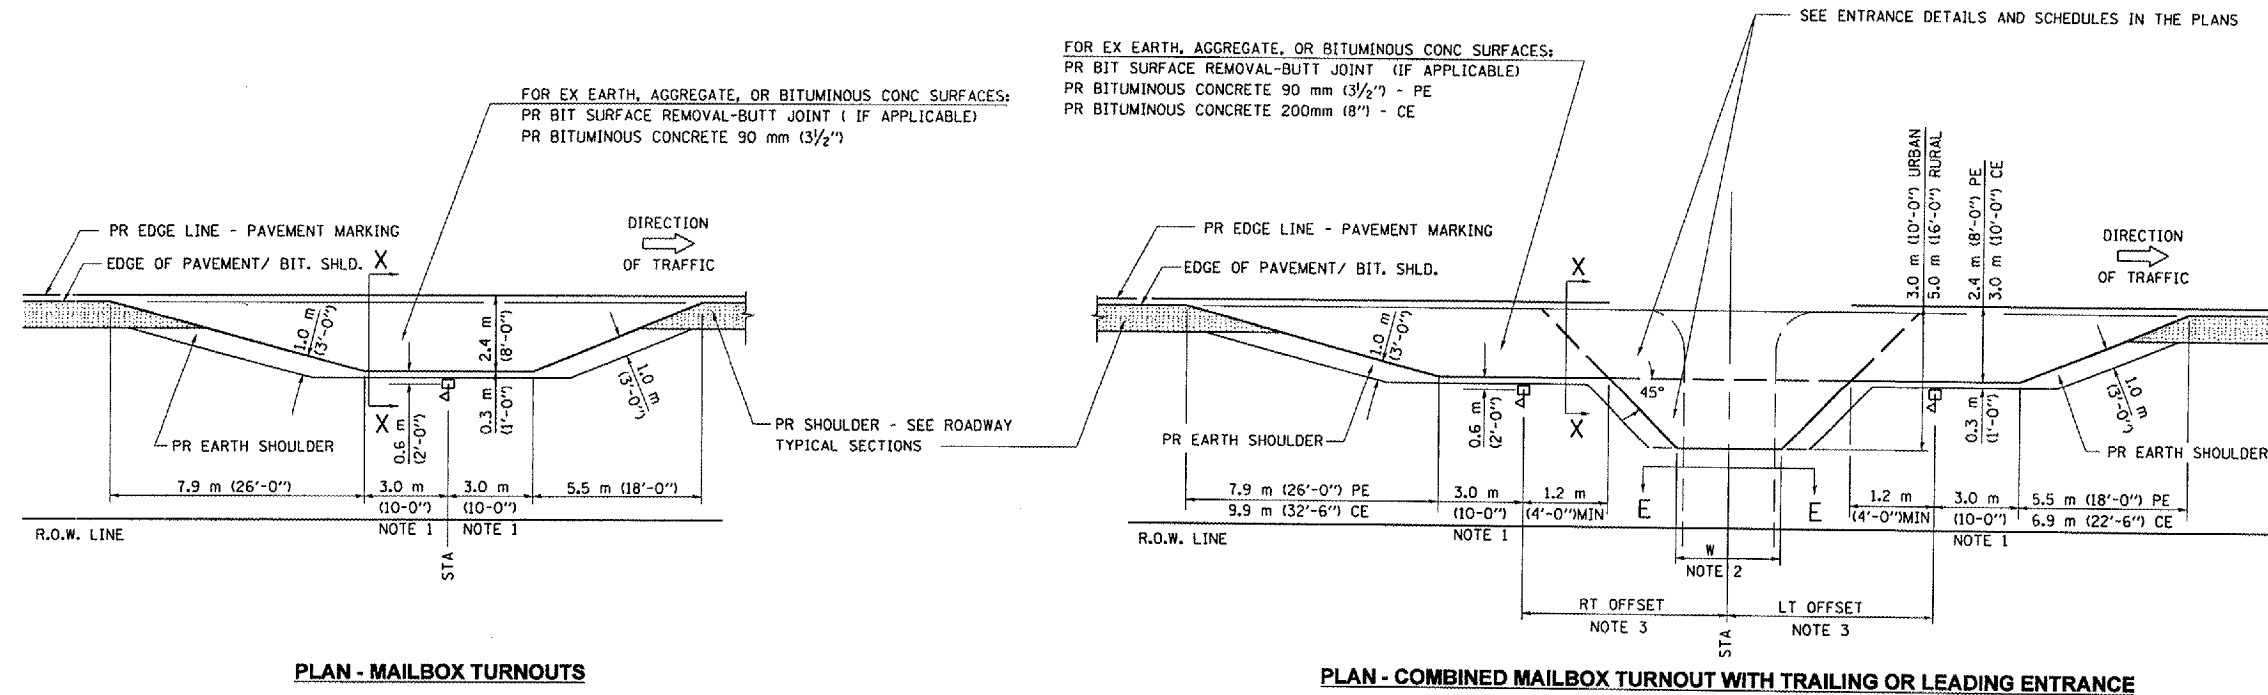 FOR EX EARTH, AGGREGATE, OR BITUMINOUS CONC SURFACES:
PR BIT SURFACE REMOVAL-BUTT JOINT ( IF APPLICABLE)
PR BITUMINOUS CONCRETE 90 mm (3½")
PR EDGE LINE - PAVEMENT MARKING
EDGE OF PAVEMENT/ BIT. SHLD.
X
DIRECTION
OF TRAFFIC
1.0 m
(3'-0")
2.4 m
(8'-0")
1.0 m
(3'-0")
X
0.6 m
(2'-0")
0.3 m
(1'-0")
PR EARTH SHOULDER
PR SHOULDER - SEE ROADWAY
TYPICAL SECTIONS
7.9 m (26'-0")
3.0 m
(10-0")
NOTE 1
3.0 m
(10-0")
NOTE 1
5.5 m (18'-0")
R.O.W. LINE
STA
PLAN - MAILBOX TURNOUTS
SEE ENTRANCE DETAILS AND SCHEDULES IN THE PLANS
FOR EX EARTH, AGGREGATE, OR BITUMINOUS CONC SURFACES:
PR BIT SURFACE REMOVAL-BUTT JOINT (IF APPLICABLE)
PR BITUMINOUS CONCRETE 90 mm (3½") - PE
PR BITUMINOUS CONCRETE 200mm (8") - CE
3.0 m (10'-0") URBAN
5.0 m (16'-0") RURAL
2.4 m (8'-0") PE
3.0 m (10'-0") CE
PR EDGE LINE - PAVEMENT MARKING
EDGE OF PAVEMENT/ BIT. SHLD.
X
DIRECTION
OF TRAFFIC
1.0 m
(3'-0")
45°
1.0 m
(3'-0")
X
0.6 m
(2'-0")
0.3 m
(1'-0")
PR EARTH SHOULDER
PR EARTH SHOULDER
7.9 m (26'-0") PE
9.9 m (32'-6") CE
3.0 m
(10-0")
NOTE 1
1.2 m
(4'-0")MIN
E
E
1.2 m
(4'-0")MIN
3.0 m
(10-0")
NOTE 1
5.5 m (18'-0") PE
6.9 m (22'-6") CE
R.O.W. LINE
W
NOTE 2
RT OFFSET
NOTE 3
LT OFFSET
NOTE 3
STA
PLAN - COMBINED MAILBOX TURNOUT WITH TRAILING OR LEADING ENTRANCE